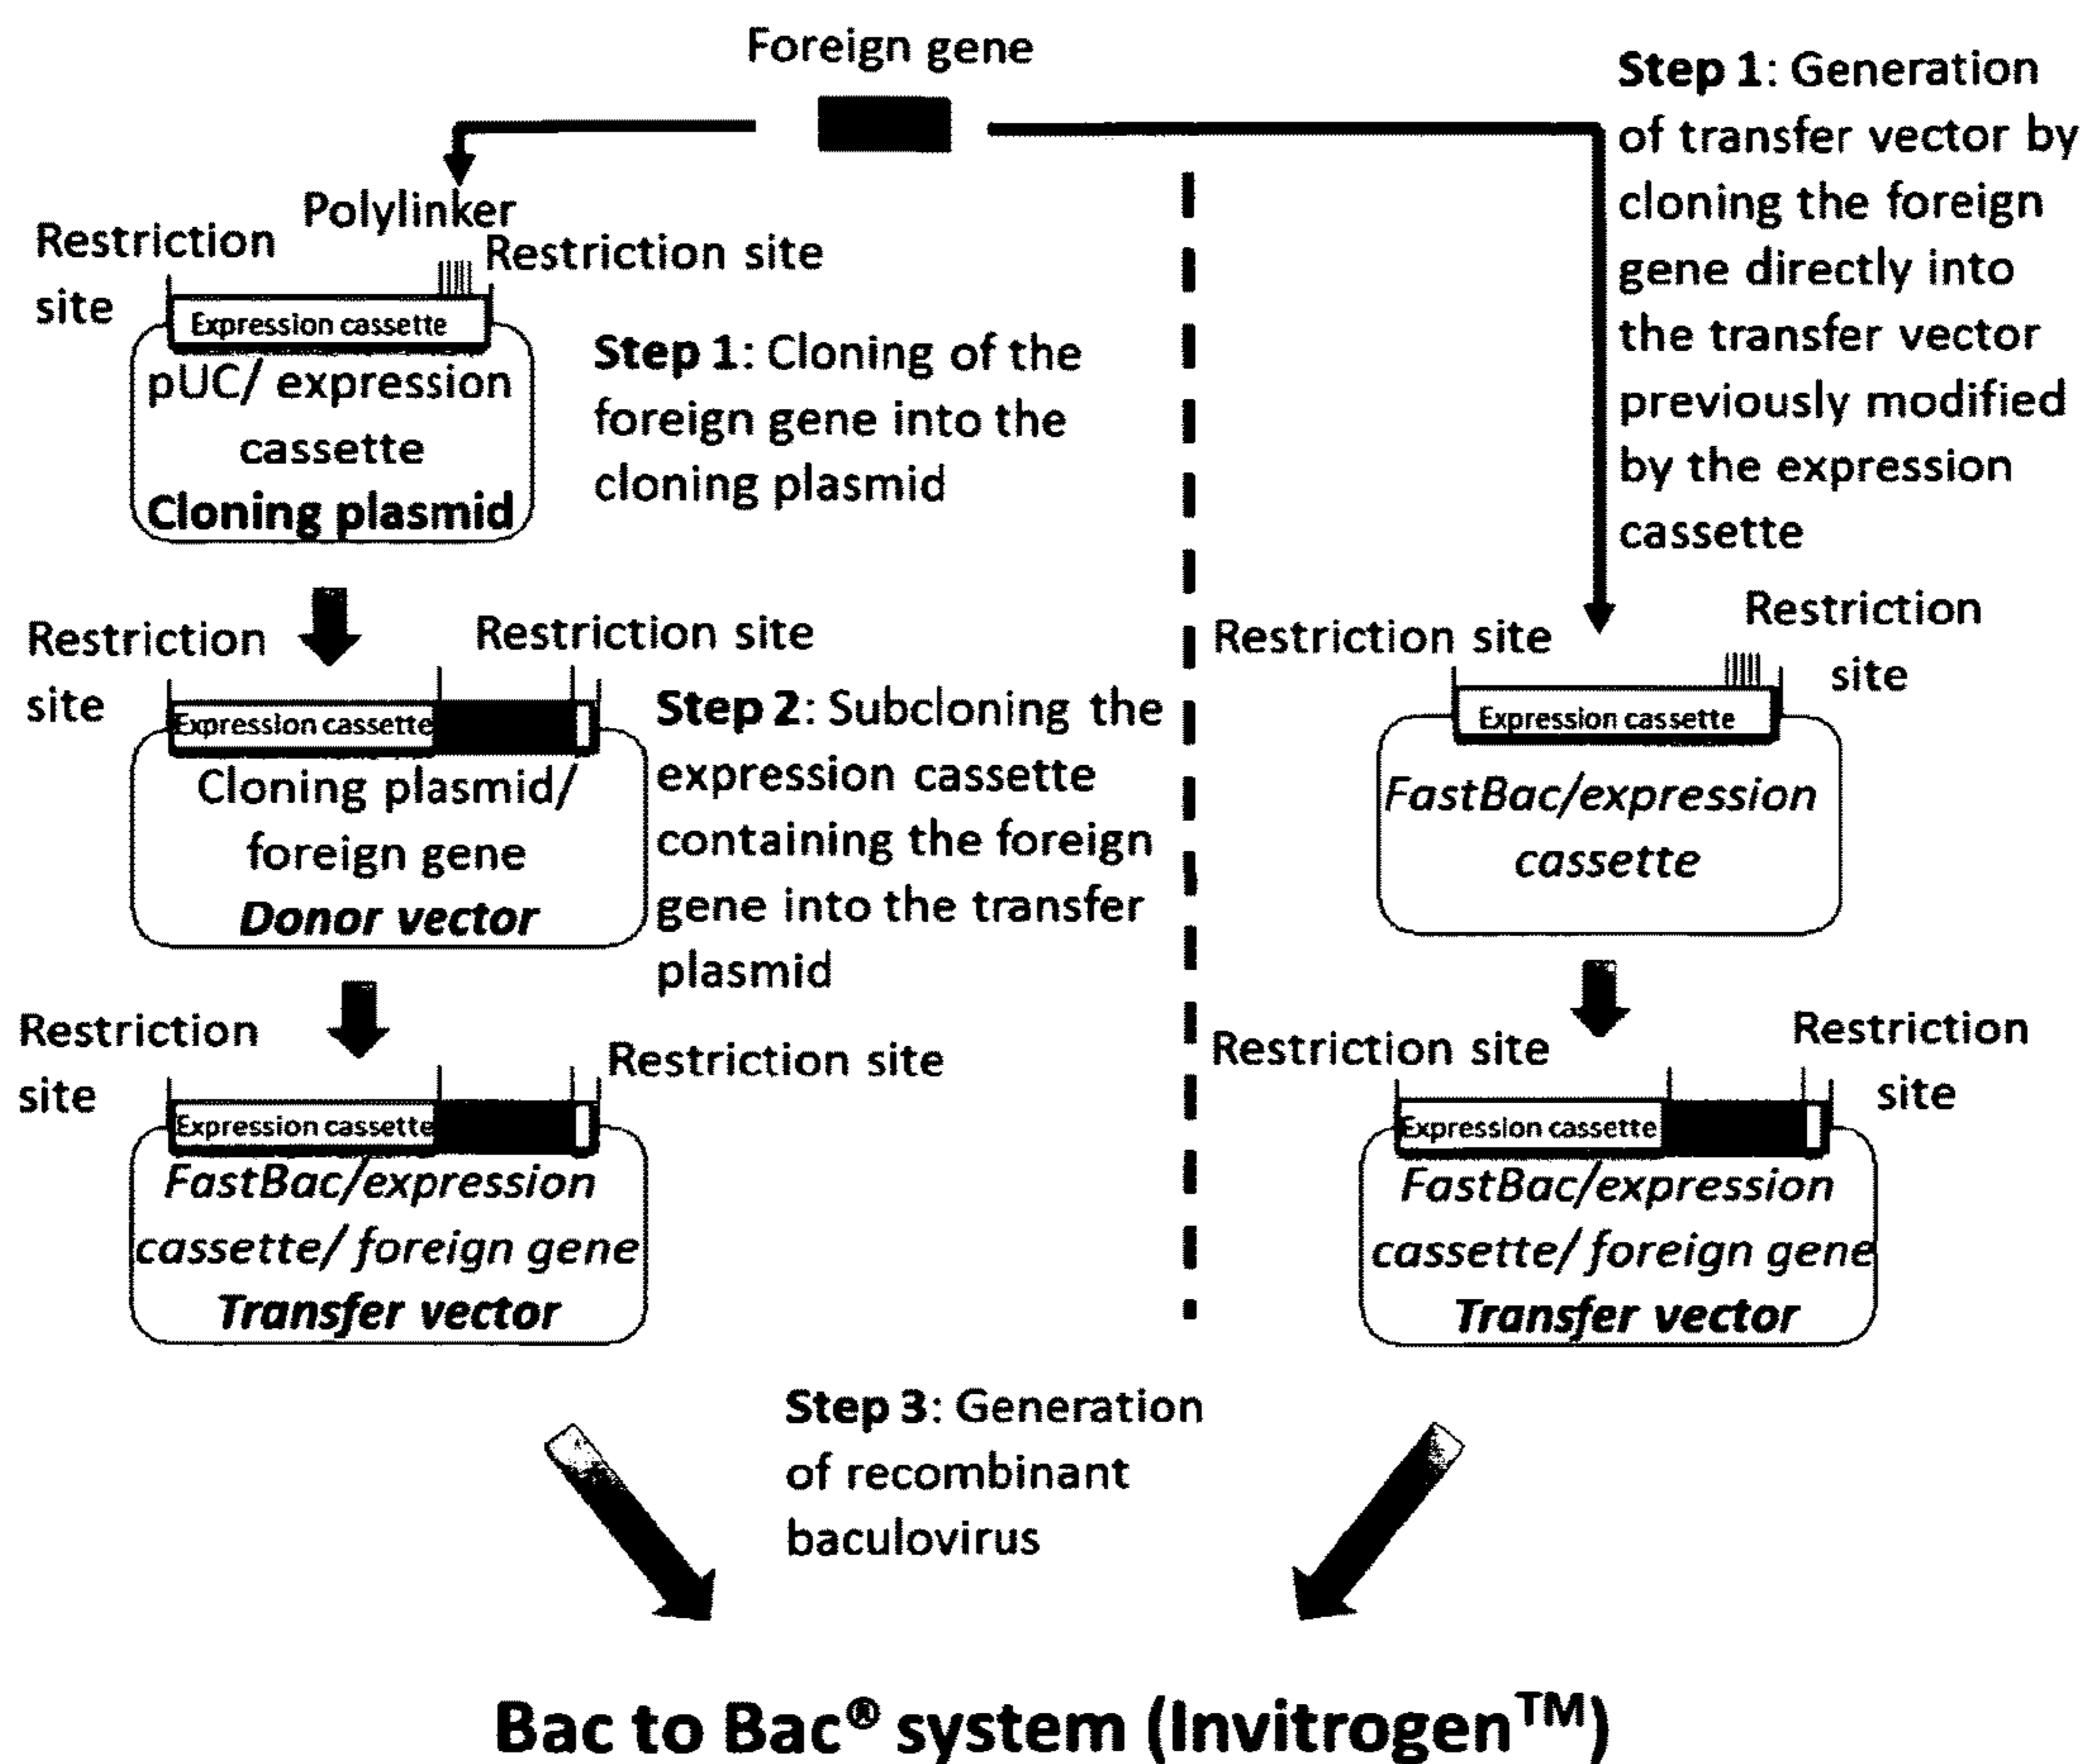 Foreign gene
Polylinker
Restriction
site
Restriction site
Expression cassette
pUC/ expression
cassette
Cloning plasmid
Step 1: Cloning of the
foreign gene into the
cloning plasmid
Restriction
site
Restriction site
Expression cassette
Cloning plasmid/
foreign gene
Donor vector
Step 2: Subcloning the
expression cassette
containing the foreign
gene into the transfer
plasmid
Restriction
site
Restriction site
Expression cassette
FastBac/expression
cassette/ foreign gene
Transfer vector
Step 1: Generation
of transfer vector by
cloning the foreign
gene directly into
the transfer vector
previously modified
by the expression
cassette
Restriction site
Restriction
site
Expression cassette
FastBac/expression
cassette
Restriction site
Restriction
site
Expression cassette
FastBac/expression
cassette/ foreign gene
Transfer vector
Step 3: Generation
of recombinant
baculovirus
Bac to Bac® system (Invitrogen™)